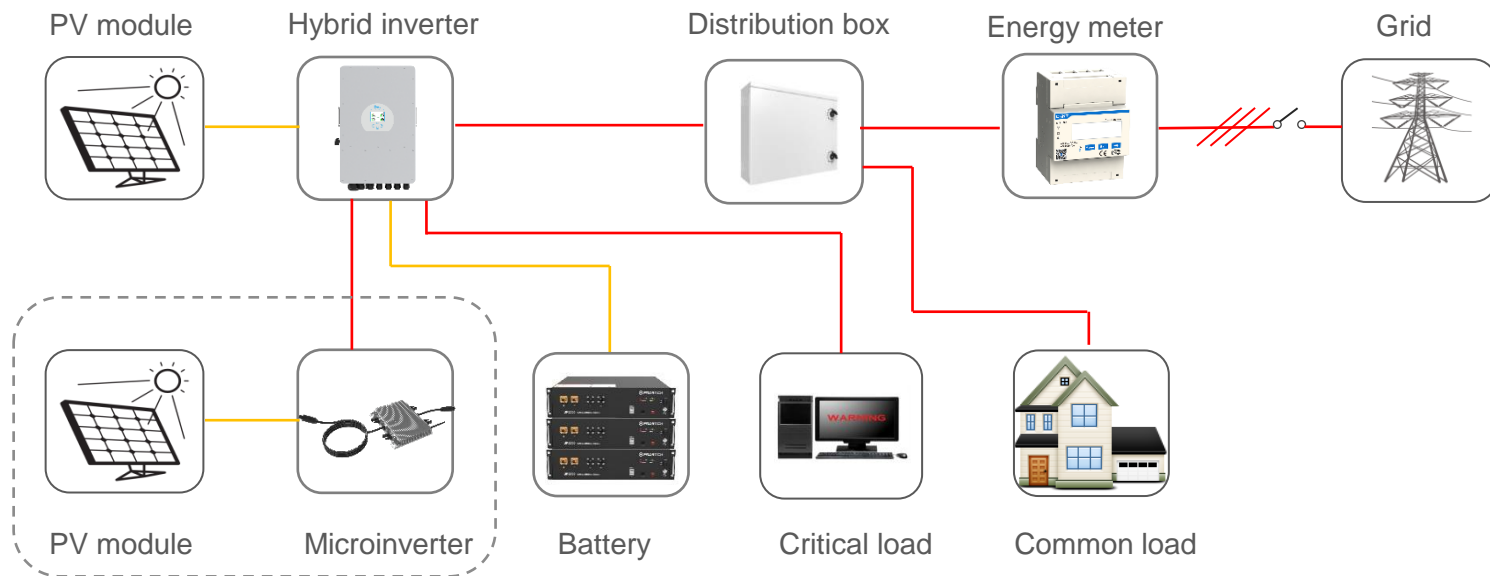 PV module
Hybrid inverter
Distribution box
Energy meter
Grid
WARNING
PV module
Microinverter
Battery
Critical load
Common load